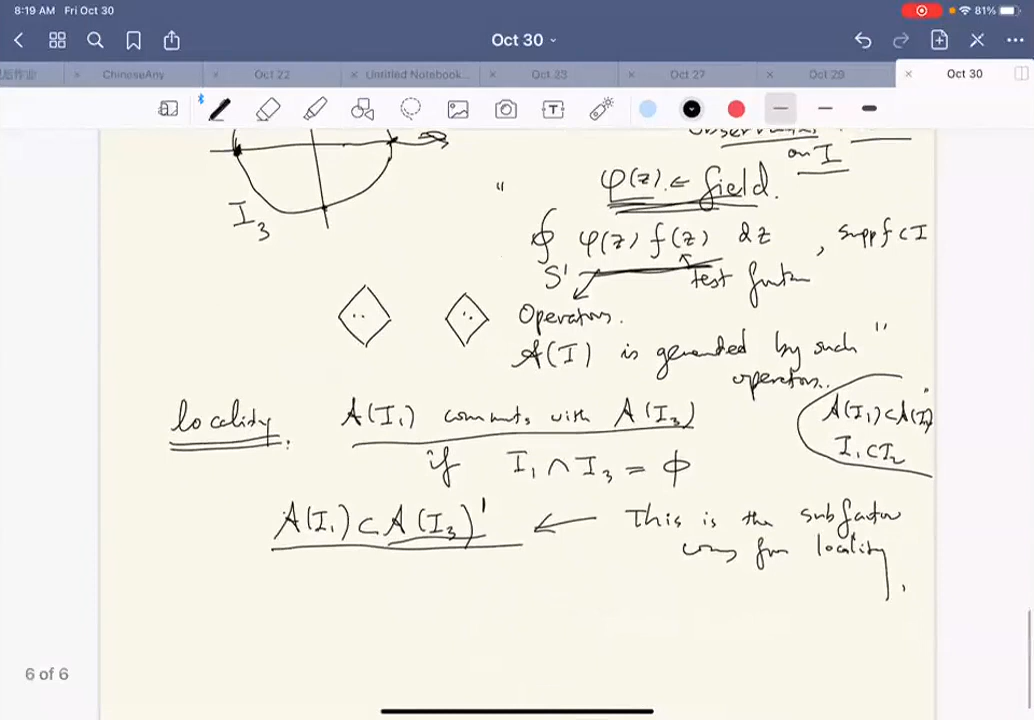 8:19 AM Fri Oct 30
81%
Oct 30
ChineseAny
Oct 22
Untitled Notebook...
Oct 23
Oct 27
Oct 29
Oct 30
on I
φ(z) ← field.
I₃
"
∮ φ(z) f(z) dz , supp f ⊂ I
S¹
test
Operators.
A(I) is generated by such "
operators..
locality: A(I₁) commuts with A(I₃)
if I₁ ∩ I₃ = φ
A(I₁) ⊂ A(I₂)
I₁ ⊂ I₂
A(I₁) ⊂ A(I₃)' ← This is the subfactor
from locality.
6 of 6